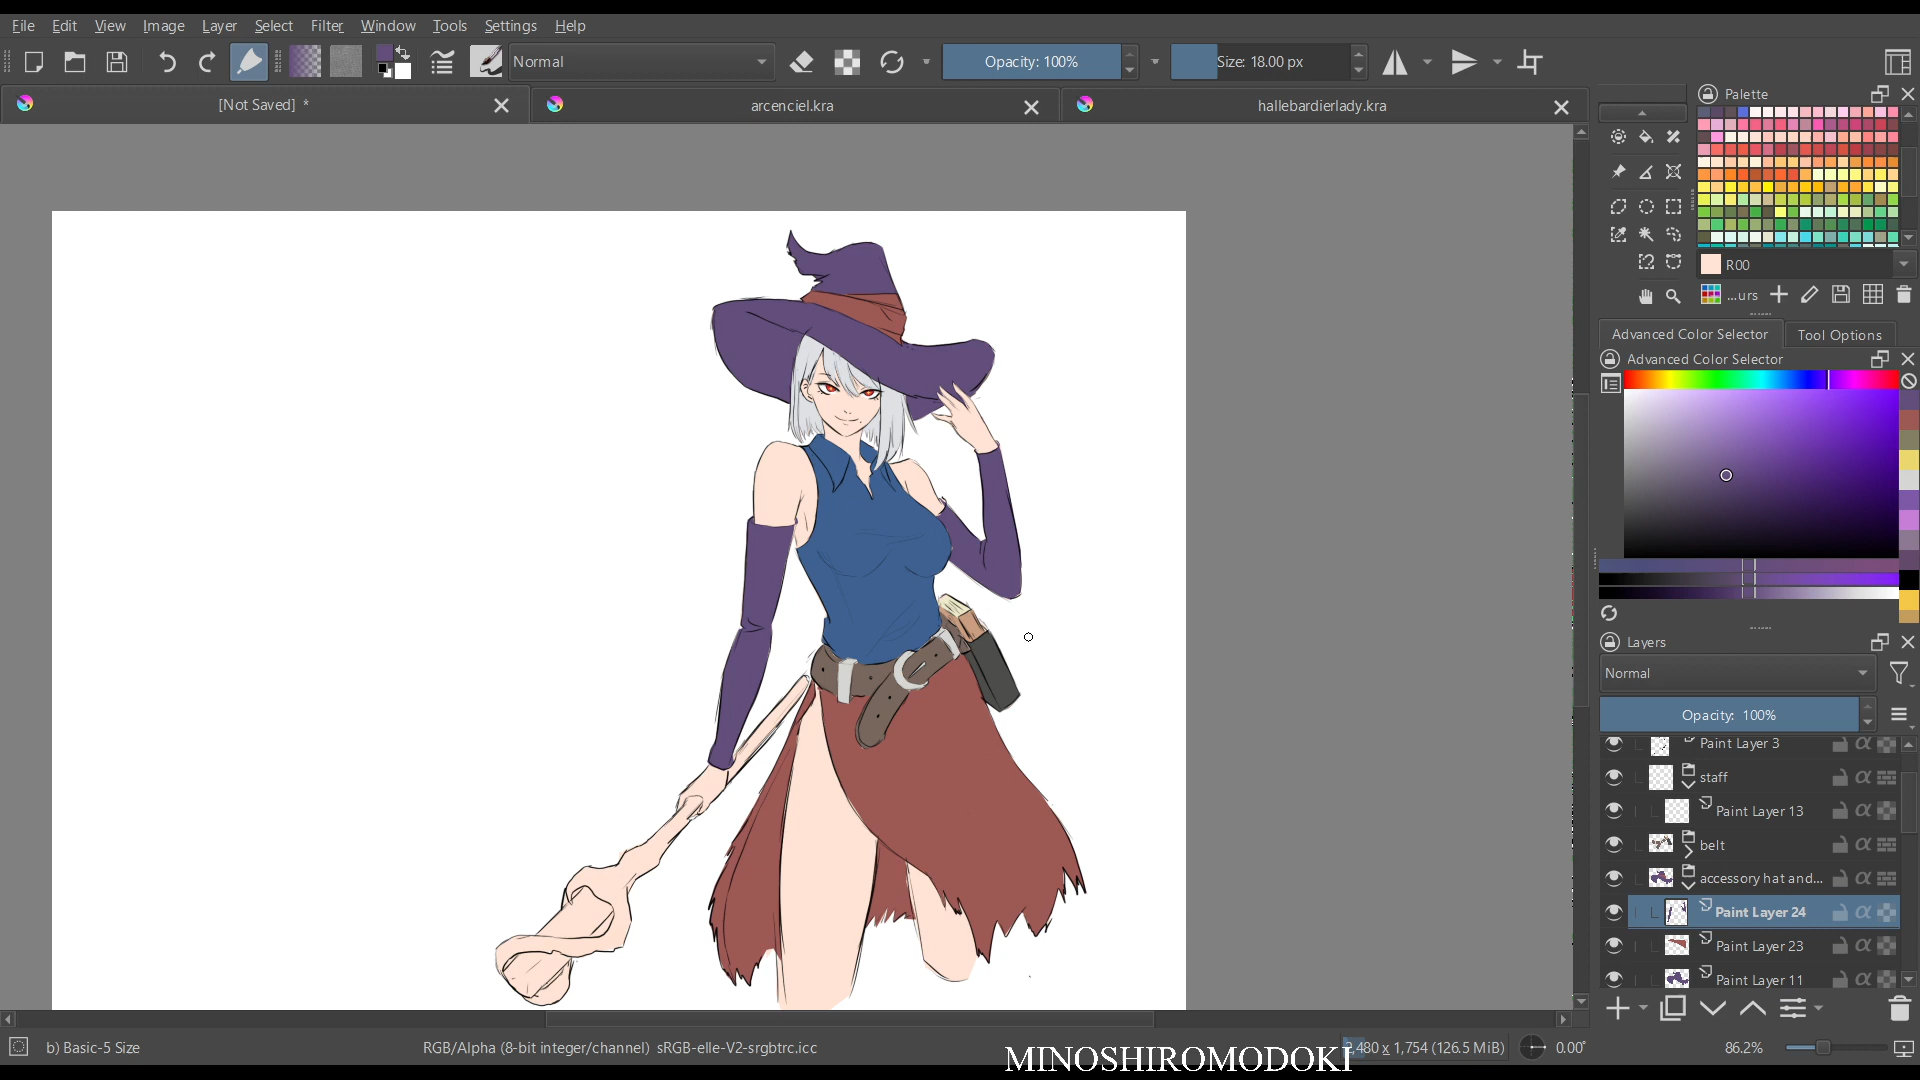 File Edit View Image Layer Select Filter Window Tools Settings Help
Normal Opacity: 100% Size: 18.00 px
[Not Saved] * arcenciel.kra hallebardierlady.kra
Palette
R00
...urs
Advanced Color Selector Tool Options
Advanced Color Selector
Layers
Normal
Opacity: 100%
Paint Layer 3
staff
Paint Layer 13
belt
accessory hat and...
Paint Layer 24
Paint Layer 23
Paint Layer 11
b) Basic-5 Size RGB/Alpha (8-bit integer/channel) sRGB-elle-V2-srgbtrc.icc 2,480 x 1,754 (126.5 MiB) 0.00° 86.2%
MINOSHIROMODOKI